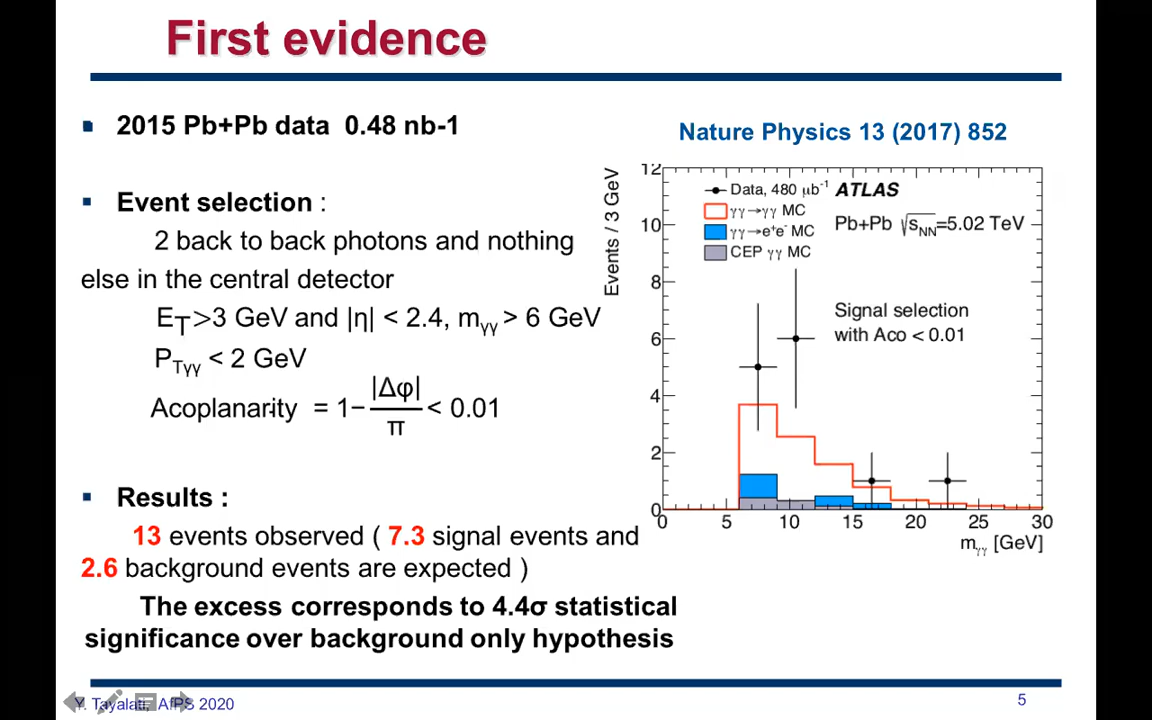 First evidence
2015 Pb+Pb data 0.48 nb-1
Event selection :
2 back to back photons and nothing
else in the central detector
E_T >3 GeV and |η| < 2.4, m_γγ > 6 GeV
P_Tγγ < 2 GeV
Acoplanarity = 1− |Δφ|/π < 0.01
Results :
13 events observed ( 7.3 signal events and
2.6 background events are expected )
The excess corresponds to 4.4σ statistical
significance over background only hypothesis
Nature Physics 13 (2017) 852
Events / 3 GeV
12
10
8
6
4
2
0
Data, 480 μb⁻¹
γγ→γγ MC
γγ→e⁺e⁻ MC
CEP γγ MC
ATLAS
Pb+Pb √s_NN=5.02 TeV
Signal selection
with Aco < 0.01
0 5 10 15 20 25 30
m_γγ [GeV]
Y. Tayalati, AfPS 2020
5